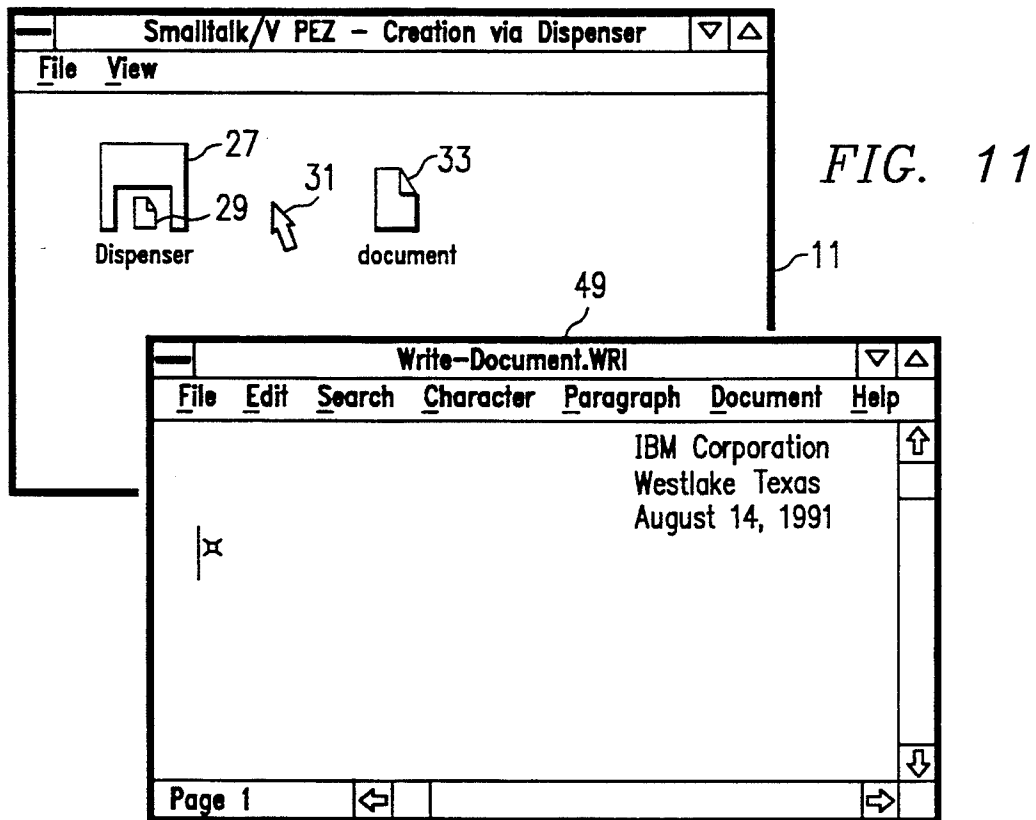 Smalltalk/V PEZ - Creation via Dispenser
File View
27
33
FIG. 11
31
29
Dispenser
document
11
49
Write-Document.WRI
File Edit Search Character Paragraph Document Help
IBM Corporation
Westlake Texas
August 14, 1991
Page 1